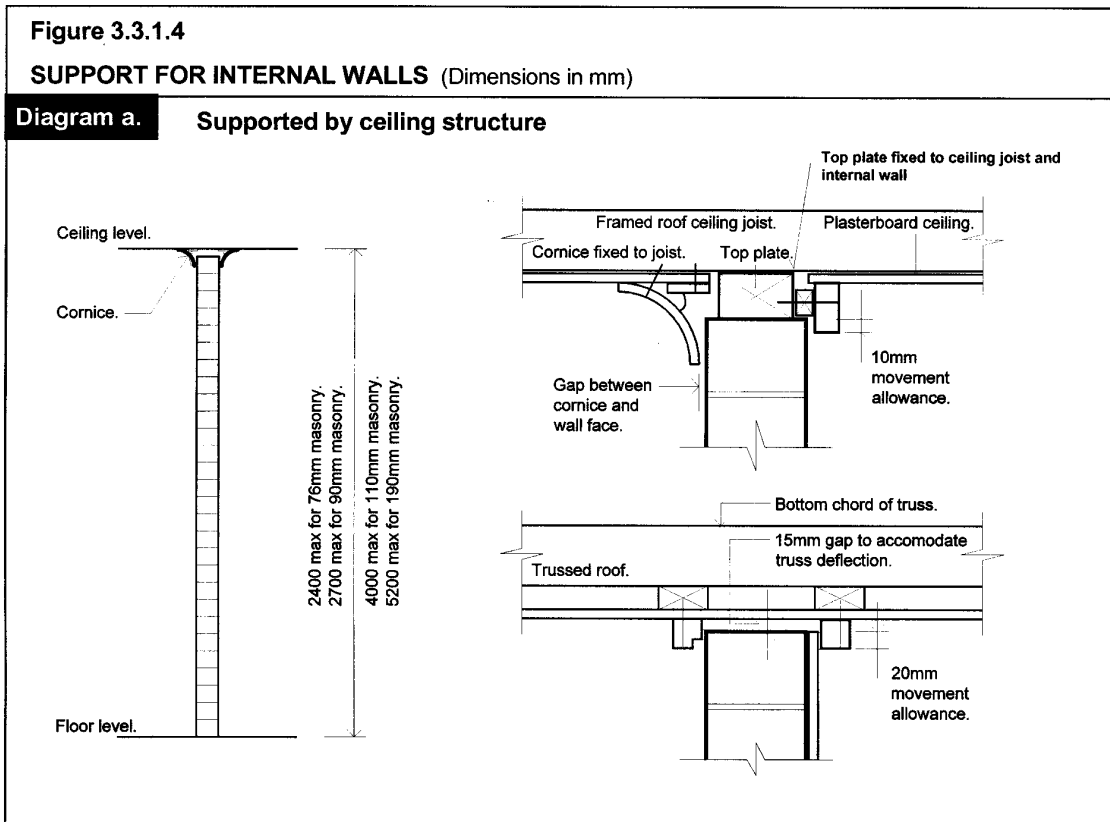 Figure 3.3.1.4
SUPPORT FOR INTERNAL WALLS (Dimensions in mm)
Diagram a.
Supported by ceiling structure
Ceiling level.
Cornice.
2400 max for 76mm masonry.
2700 max for 90mm masonry.
4000 max for 110mm masonry.
5200 max for 190mm masonry.
Floor level.
Top plate fixed to ceiling joist and
internal wall
Framed roof ceiling joist.
Plasterboard ceiling.
Cornice fixed to joist.
Top plate.
Gap between
cornice and
wall face.
10mm
movement
allowance.
Bottom chord of truss.
15mm gap to accomodate
truss deflection.
Trussed roof.
20mm
movement
allowance.